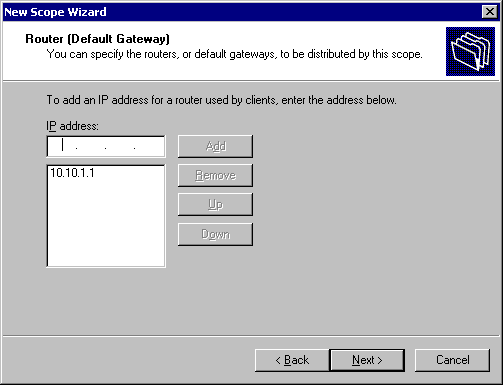 New Scope Wizard
Router (Default Gateway)
You can specify the routers, or default gateways, to be distributed by this scope.
To add an IP address for a router used by clients, enter the address below.
IP address:
. . .
Add
10.10.1.1
Remove
Up
Down
< Back
Next >
Cancel